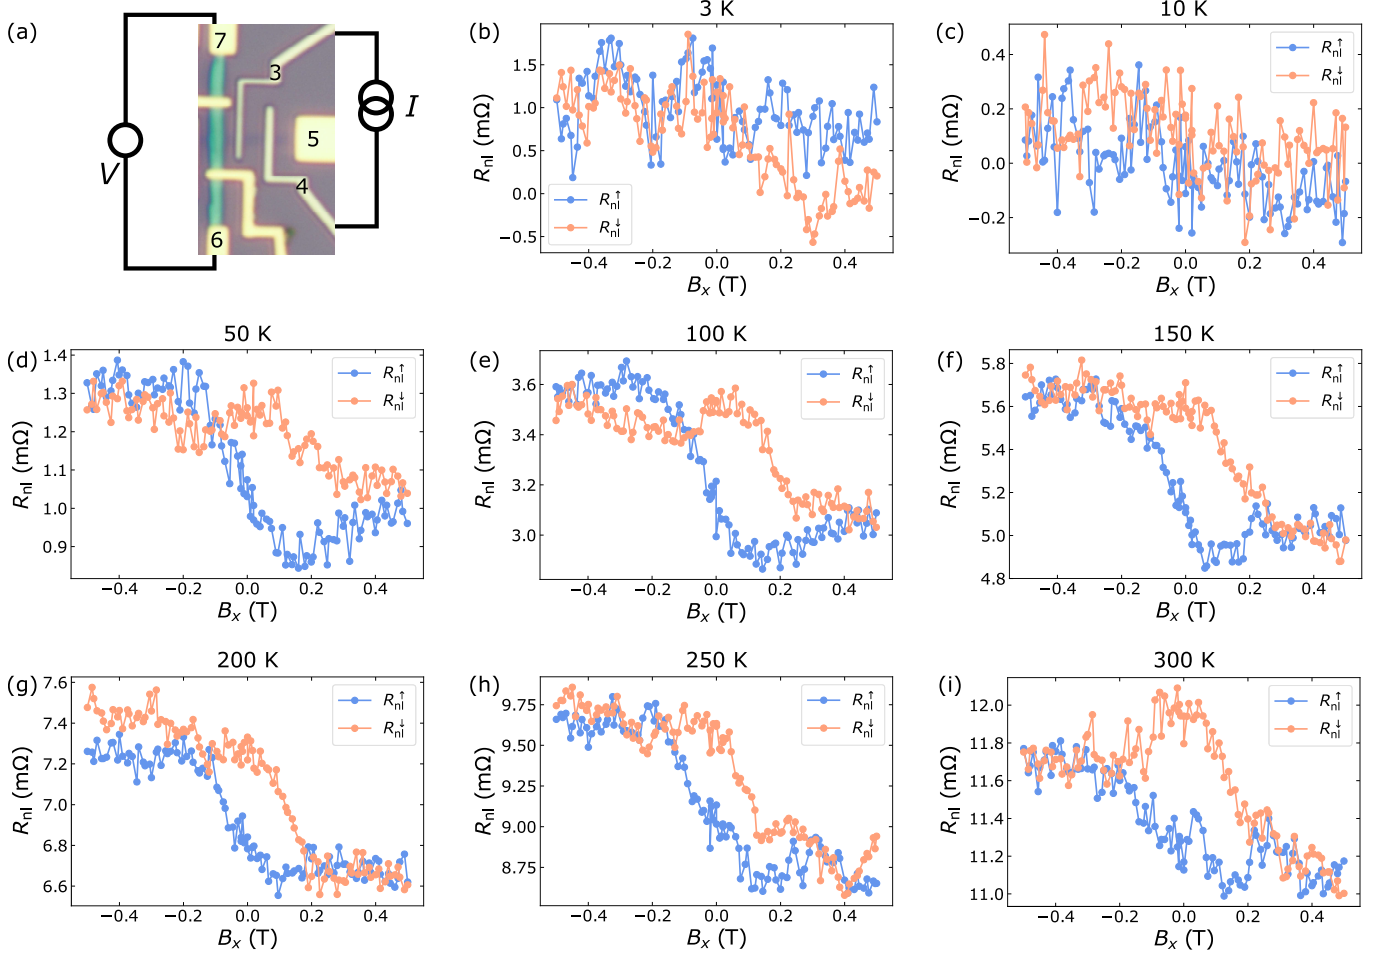 (a)
7
3
5
4
6
V
I
(b)
3 K
R_nl (mΩ)
1.5
1.0
0.5
0.0
−0.5
R_nl^↑
R_nl^↓
−0.4 −0.2 0.0 0.2 0.4
B_x (T)
(c)
10 K
R_nl (mΩ)
0.4
0.2
0.0
−0.2
R_nl^↑
R_nl^↓
−0.4 −0.2 0.0 0.2 0.4
B_x (T)
(d)
50 K
R_nl (mΩ)
1.4
1.3
1.2
1.1
1.0
0.9
R_nl^↑
R_nl^↓
−0.4 −0.2 0.0 0.2 0.4
B_x (T)
(e)
100 K
R_nl (mΩ)
3.6
3.4
3.2
3.0
R_nl^↑
R_nl^↓
−0.4 −0.2 0.0 0.2 0.4
B_x (T)
(f)
150 K
R_nl (mΩ)
5.8
5.6
5.4
5.2
5.0
4.8
R_nl^↑
R_nl^↓
−0.4 −0.2 0.0 0.2 0.4
B_x (T)
(g)
200 K
R_nl (mΩ)
7.6
7.4
7.2
7.0
6.8
6.6
R_nl^↑
R_nl^↓
−0.4 −0.2 0.0 0.2 0.4
B_x (T)
(h)
250 K
R_nl (mΩ)
9.75
9.50
9.25
9.00
8.75
R_nl^↑
R_nl^↓
−0.4 −0.2 0.0 0.2 0.4
B_x (T)
(i)
300 K
R_nl (mΩ)
12.0
11.8
11.6
11.4
11.2
11.0
R_nl^↑
R_nl^↓
−0.4 −0.2 0.0 0.2 0.4
B_x (T)